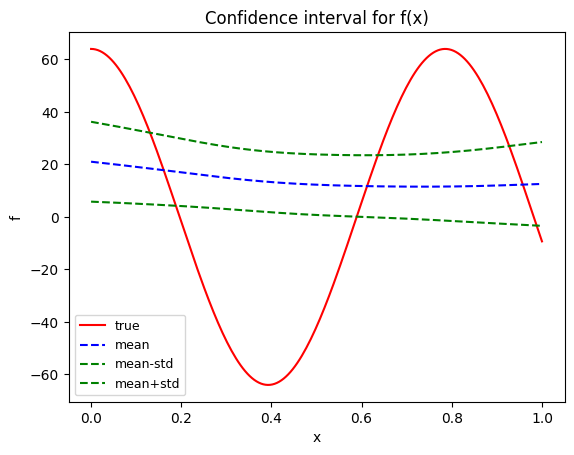 Confidence interval for f(x)
60
40
20
0
−20
−40
−60
f
true
mean
mean-std
mean+std
0.0 0.2 0.4 0.6 0.8 1.0
x